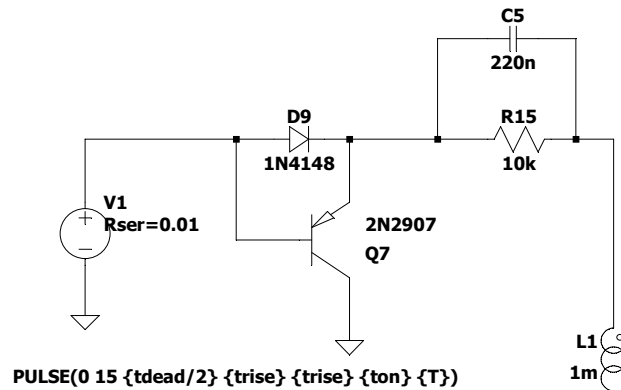 C5
220n
D9
1N4148
R15
10k
V1
Rser=0.01
2N2907
Q7
L1
1m
PULSE(0 15 {tdead/2} {trise} {trise} {ton} {T})